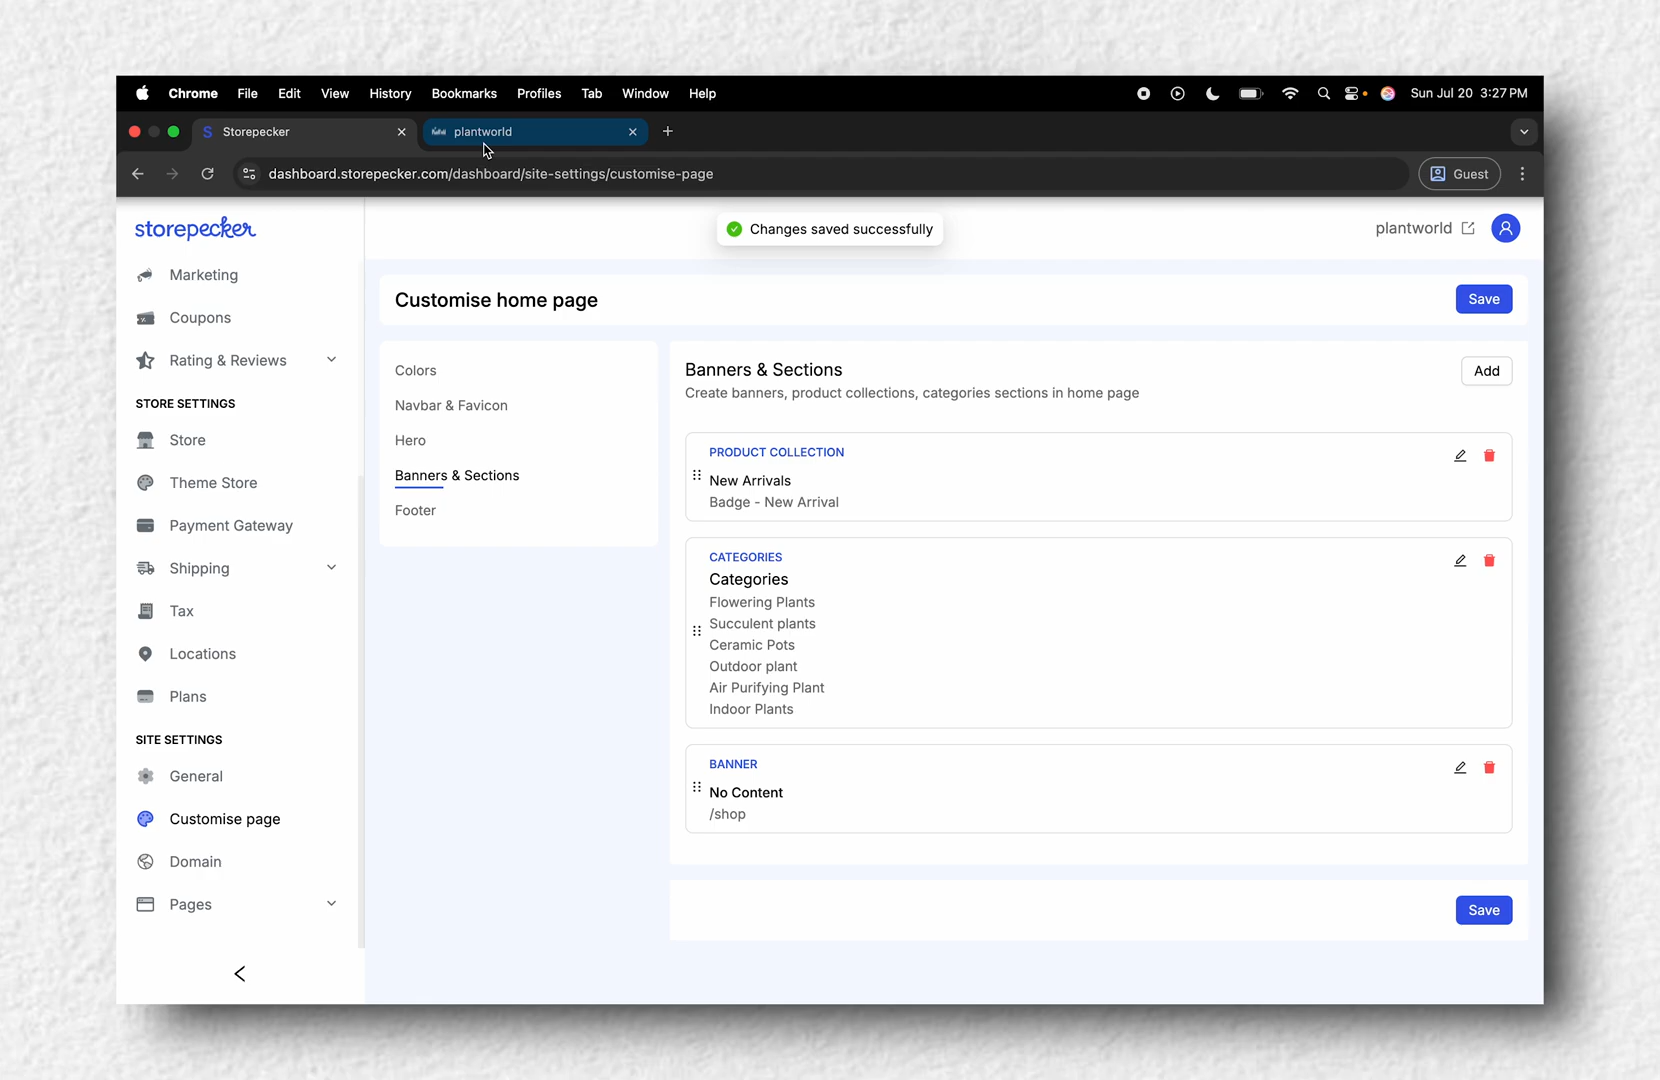 Chrome File Edit View History Bookmarks Profiles Tab Window Help Sun Jul 20 3:27 PM
S Storepecker plantworld
dashboard.storepecker.com/dashboard/site-settings/customise-page Guest
storepecker
Changes saved successfully
plantworld
Marketing
Coupons
Rating & Reviews
STORE SETTINGS
Store
Theme Store
Payment Gateway
Shipping
Tax
Locations
Plans
SITE SETTINGS
General
Customise page
Domain
Pages
Customise home page
Save
Colors
Navbar & Favicon
Hero
Banners & Sections
Footer
Banners & Sections
Add
Create banners, product collections, categories sections in home page
PRODUCT COLLECTION
New Arrivals
Badge - New Arrival
CATEGORIES
Categories
Flowering Plants
Succulent plants
Ceramic Pots
Outdoor plant
Air Purifying Plant
Indoor Plants
BANNER
No Content
/shop
Save